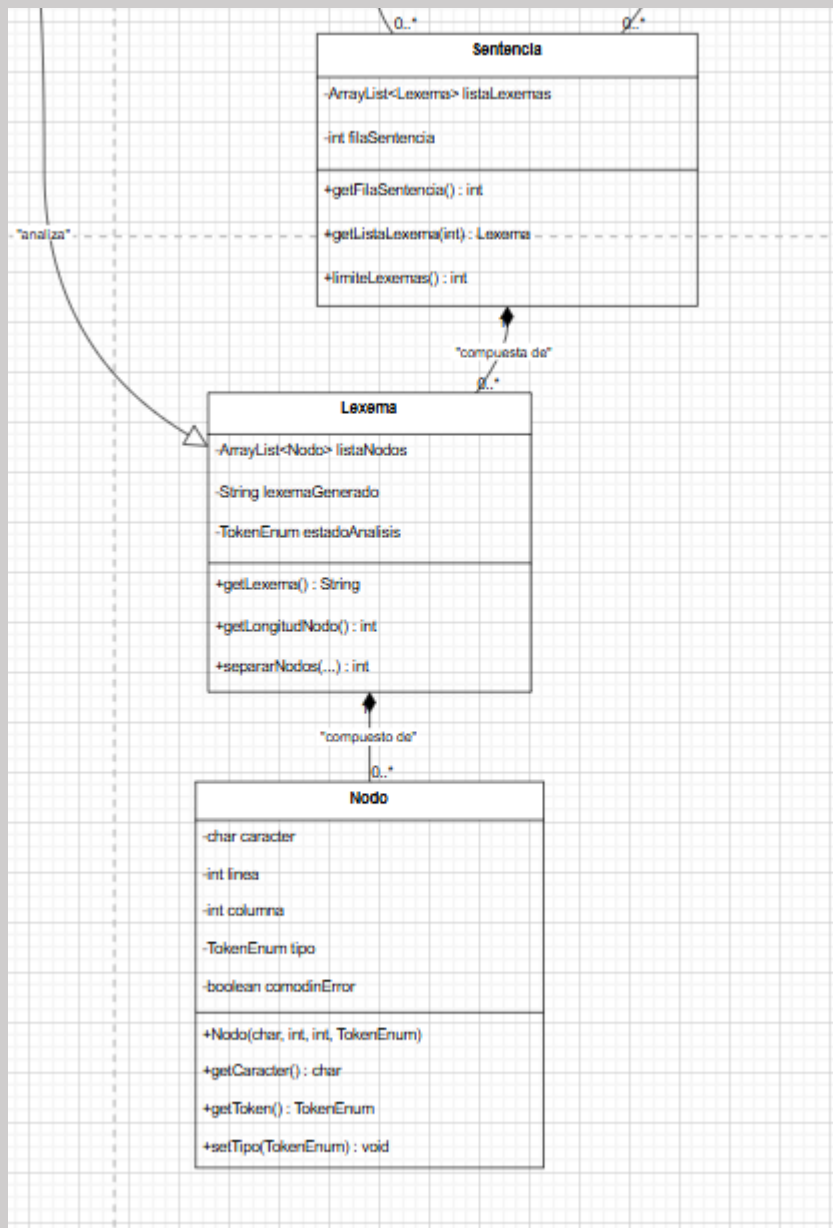 0..*
0..*
Sentencia
-ArrayList<Lexema> listaLexemas
-int filaSentencia
+getFilaSentencia() : int
"analiza"
+getListaLexema(int) : Lexema
+limiteLexemas() : int
1
"compuesta de"
0..*
Lexema
-ArrayList<Nodo> listaNodos
-String lexemaGenerado
-TokenEnum estadoAnalisis
+getLexema() : String
+getLongitudNodo() : int
+separarNodos(...) : int
1
"compuesto de"
0..*
Nodo
-char caracter
-int linea
-int columna
-TokenEnum tipo
-boolean comodinError
+Nodo(char, int, int, TokenEnum)
+getCaracter() : char
+getToken() : TokenEnum
+setTipo(TokenEnum) : void